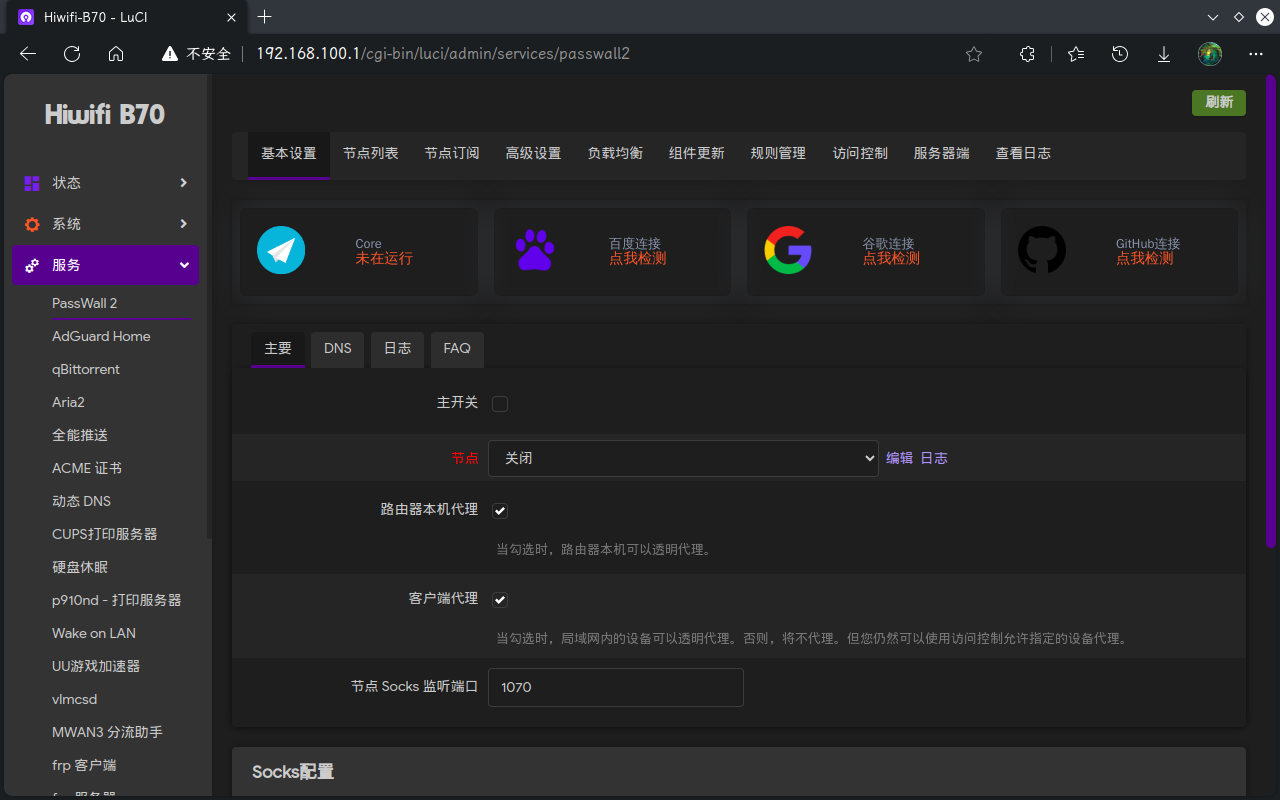 Hiwifi-B70 - LuCI
不安全
192.168.100.1/cgi-bin/luci/admin/services/passwall2
Hiwifi B70
状态
系统
服务
PassWall 2
AdGuard Home
qBittorrent
Aria2
全能推送
ACME 证书
动态 DNS
CUPS打印服务器
硬盘休眠
p910nd - 打印服务器
Wake on LAN
UU游戏加速器
vlmcsd
MWAN3 分流助手
frp 客户端
刷新
基本设置 节点列表 节点订阅 高级设置 负载均衡 组件更新 规则管理 访问控制 服务器端 查看日志
Core
未在运行
百度连接
点我检测
谷歌连接
点我检测
GitHub连接
点我检测
主要 DNS 日志 FAQ
主开关
节点 关闭 编辑 日志
路由器本机代理
当勾选时，路由器本机可以透明代理。
客户端代理
当勾选时，局域网内的设备可以透明代理。否则，将不代理。但您仍然可以使用访问控制允许指定的设备代理。
节点 Socks 监听端口 1070
Socks配置